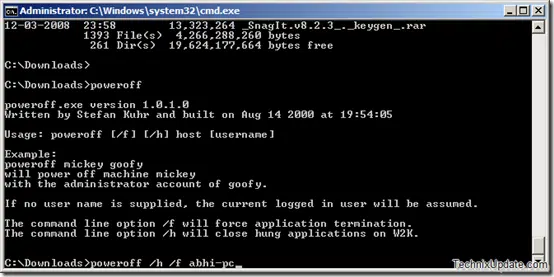 Administrator: C:\Windows\system32\cmd.exe
12-03-2008  23:58        13,323,264 _SnagIt.v8.2.3_._keygen_.rar
            1393 File(s)  4,266,288,260 bytes
             261 Dir(s)  19,624,177,664 bytes free
C:\Downloads>
C:\Downloads>poweroff
poweroff.exe version 1.0.1.0
Written by Stefan Kuhr and built on Aug 14 2000 at 19:54:05
Usage: poweroff [/f] [/h] host [username]
Example:
poweroff mickey goofy
will power off machine mickey
with the administrator account of goofy.
If no user name is supplied, the current logged in user will be assumed.
The command line option /f will force application termination.
The command line option /h will close hung applications on W2K.
C:\Downloads>poweroff /h /f abhi-pc_
TechnixUpdate.com